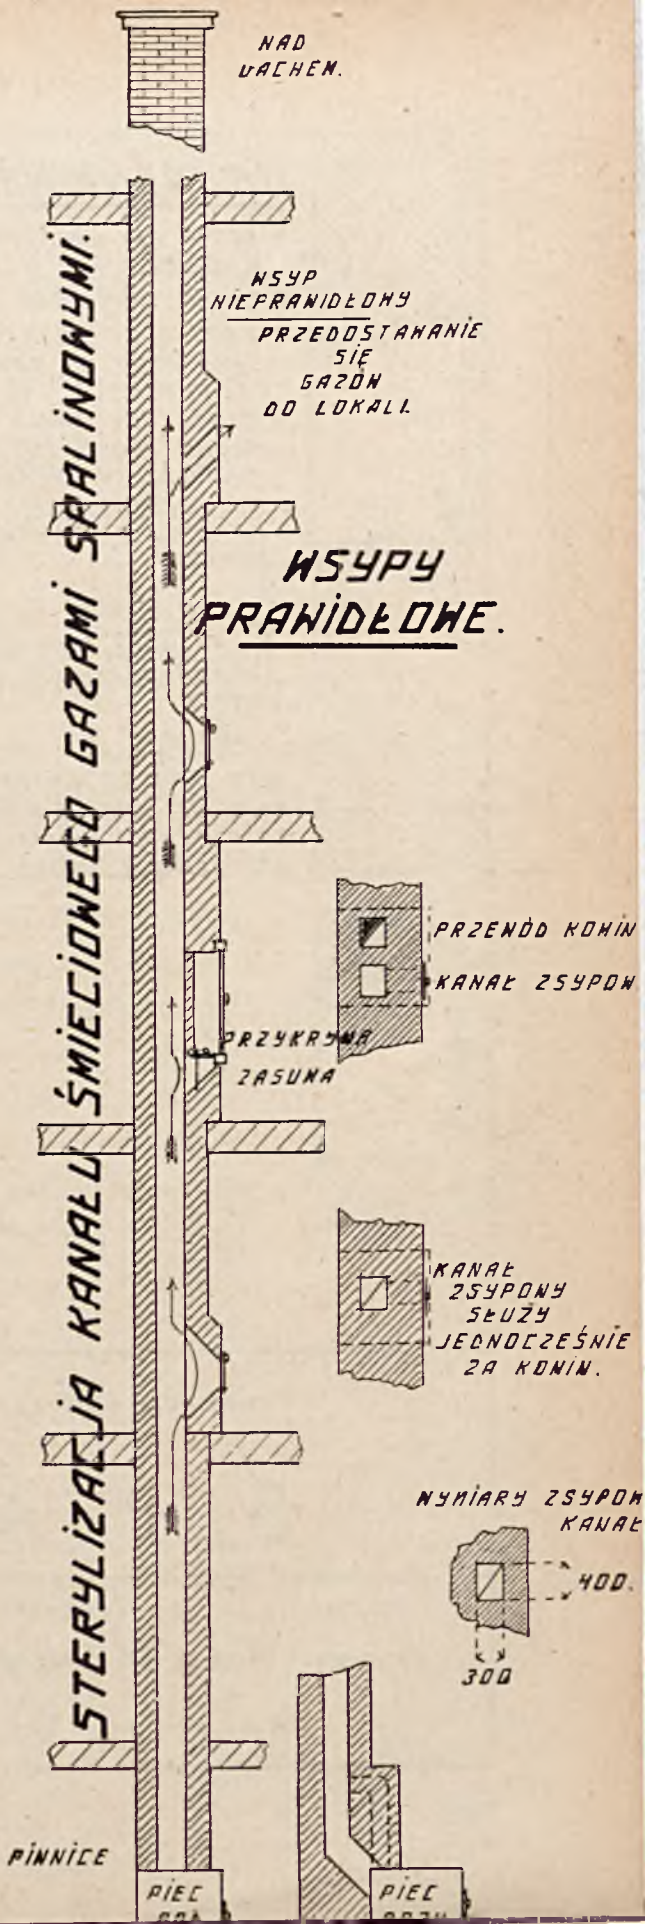 NAD
DACHEM.
STERYLIZACJA KANAŁU ŚMIECIOWEGO GAZAMI SPALINOWYMI.
WSYP
NIEPRAWIDŁOWY
PRZEDOSTAWANIE
SIĘ
GAZÓW
DO LOKALI.
WSYPY
PRAWIDŁOWE.
PRZEWÓD KOMIN
KANAŁ ZSYPOW
PRZYKRYWA
ZASUWA
KANAŁ
ZSYPOWY
SŁUŻY
JEDNOCZEŚNIE
ZA KOMIN.
WYMIARY ZSYPOW
KANAŁ
400.
300
PIWNICE
PIEC
PIEC